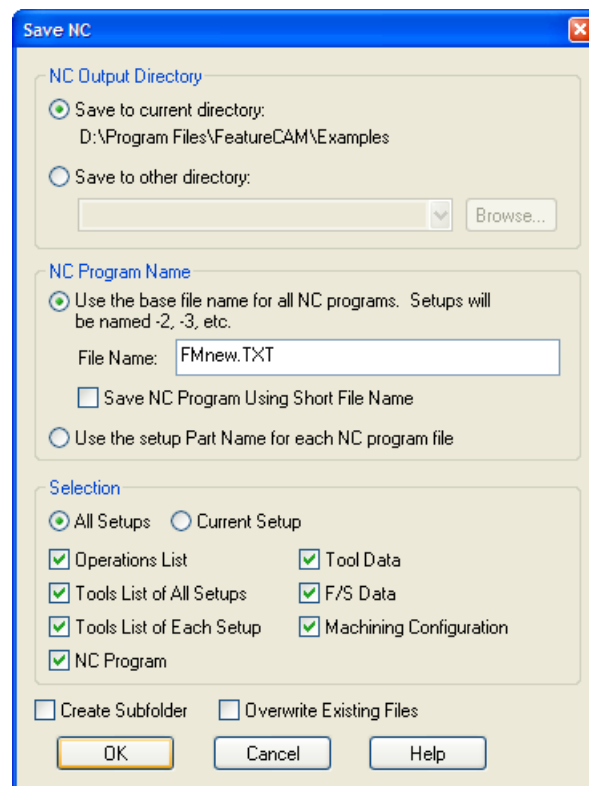 Save NC
NC Output Directory
Save to current directory:
D:\Program Files\FeatureCAM\Examples
Save to other directory:
Browse...
NC Program Name
Use the base file name for all NC programs. Setups will
be named -2, -3, etc.
File Name: FMnew.TXT
Save NC Program Using Short File Name
Use the setup Part Name for each NC program file
Selection
All Setups Current Setup
Operations List Tool Data
Tools List of All Setups F/S Data
Tools List of Each Setup Machining Configuration
NC Program
Create Subfolder Overwrite Existing Files
OK Cancel Help